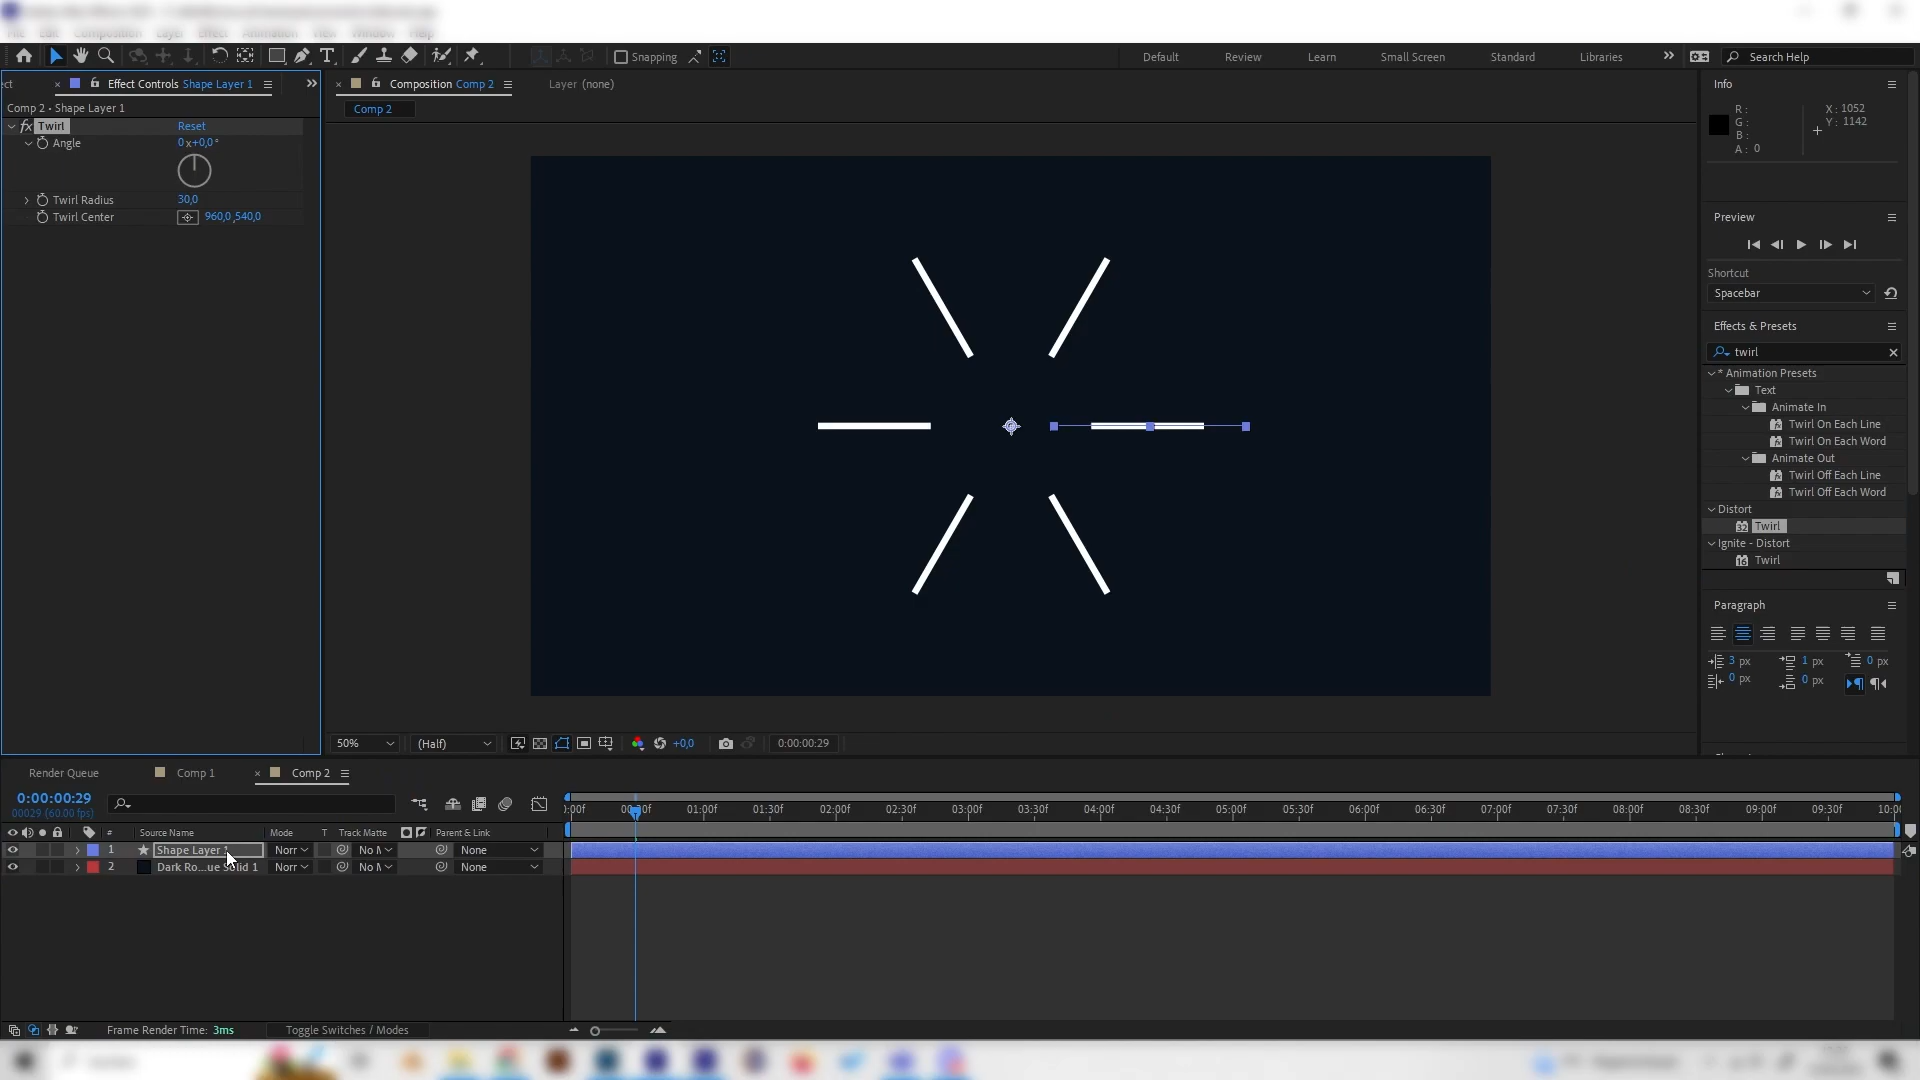 Snapping
Default
Review
Learn
Small Screen
Standard
Libraries
Search Help
Effect Controls Shape Layer 1
Composition Comp 2
Layer (none)
Info
Comp 2
Comp 2 • Shape Layer 1
R :
G :
B :
A : 0
X : 1052
Y : 1142
fx Twirl
Reset
Angle
0 x+0,0 °
Twirl Radius
30,0
Twirl Center
960,0 ,540,0
Preview
Shortcut
Spacebar
Effects & Presets
twirl
* Animation Presets
Text
Animate In
Twirl On Each Line
Twirl On Each Word
Animate Out
Twirl Off Each Line
Twirl Off Each Word
Distort
32 Twirl
Ignite - Distort
16 Twirl
Paragraph
3 px
1 px
0 px
0 px
0 px
50%
(Half)
+0,0
0:00:00:29
Render Queue
Comp 1
Comp 2
0:00:00:29
00029 (60.00 fps)
:00f
00:30f
01:00f
01:30f
02:00f
02:30f
03:00f
03:30f
04:00f
04:30f
05:00f
05:30f
06:00f
06:30f
07:00f
07:30f
08:00f
08:30f
09:00f
09:30f
10:00
#
Source Name
Mode
T
Track Matte
Parent & Link
1
Shape Layer 1
Norr
No
None
2
Dark Ro...ue Solid 1
Norr
No
None
Frame Render Time: 3ms
Toggle Switches / Modes